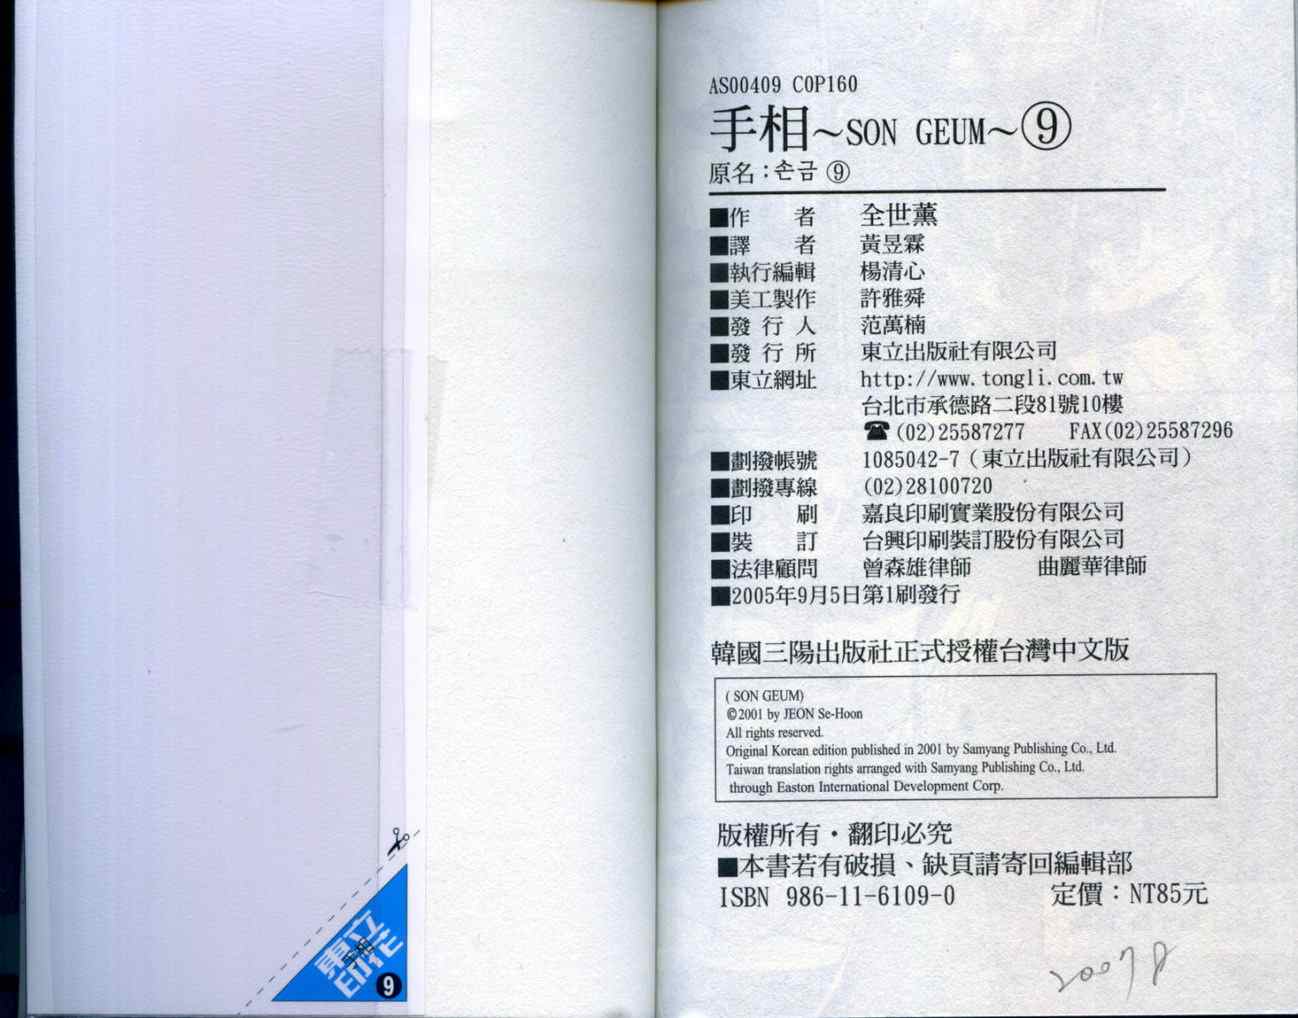 AS00409 COP160
手相～SON GEUM～⑨
原名：손금 ⑨
■作　者　全世薰
■譯　者　黃昱霖
■執行編輯　楊清心
■美工製作　許雅舜
■發 行 人　范萬楠
■發 行 所　東立出版社有限公司
■東立網址　http://www.tongli.com.tw
台北市承德路二段81號10樓
☎(02)25587277　FAX(02)25587296
■劃撥帳號　1085042-7（東立出版社有限公司）
■劃撥專線　(02)28100720
■印　刷　嘉良印刷實業股份有限公司
■裝　訂　台興印刷裝訂股份有限公司
■法律顧問　曾森雄律師　曲麗華律師
■2005年9月5日第1刷發行
韓國三陽出版社正式授權台灣中文版
( SON GEUM)
©2001 by JEON Se-Hoon
All rights reserved.
Original Korean edition published in 2001 by Samyang Publishing Co., Ltd.
Taiwan translation rights arranged with Samyang Publishing Co., Ltd.
through Easton International Development Corp.
版權所有・翻印必究
■本書若有破損、缺頁請寄回編輯部
ISBN 986-11-6109-0　定價：NT85元
東立
手相
印花
9